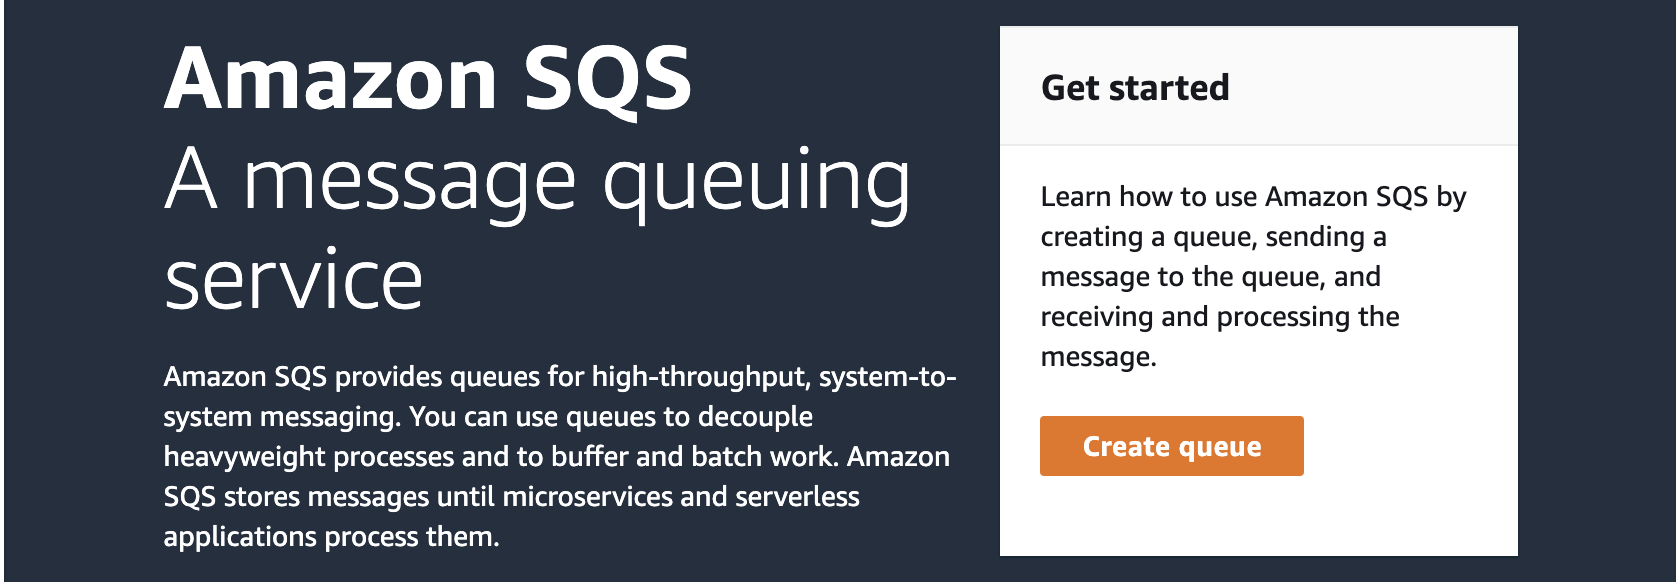 Amazon SQS
A message queuing
service
Amazon SQS provides queues for high-throughput, system-to-
system messaging. You can use queues to decouple
heavyweight processes and to buffer and batch work. Amazon
SQS stores messages until microservices and serverless
applications process them.
Get started
Learn how to use Amazon SQS by
creating a queue, sending a
message to the queue, and
receiving and processing the
message.
Create queue